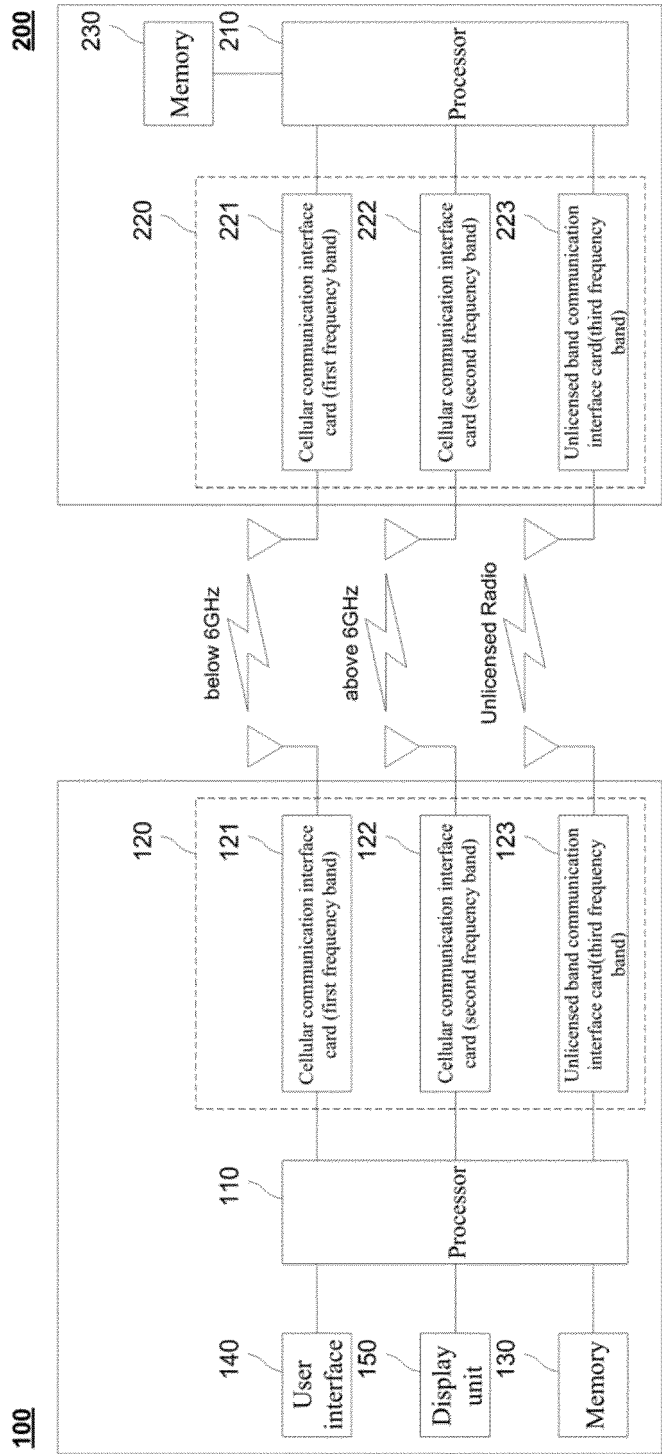 100
140
User
interface
150
Display
unit
130
Memory
110
Processor
120
121
Cellular communication interface
card (first frequency band)
122
Cellular communication interface
card (second frequency band)
123
Unlicensed band communication
interface card(third frequency
band)
below 6GHz
above 6GHz
Unlicensed Radio
200
220
221
Cellular communication interface
card (first frequency band)
222
Cellular communication interface
card (second frequency band)
223
Unlicensed band communication
interface card(third frequency
band)
230
Memory
210
Processor